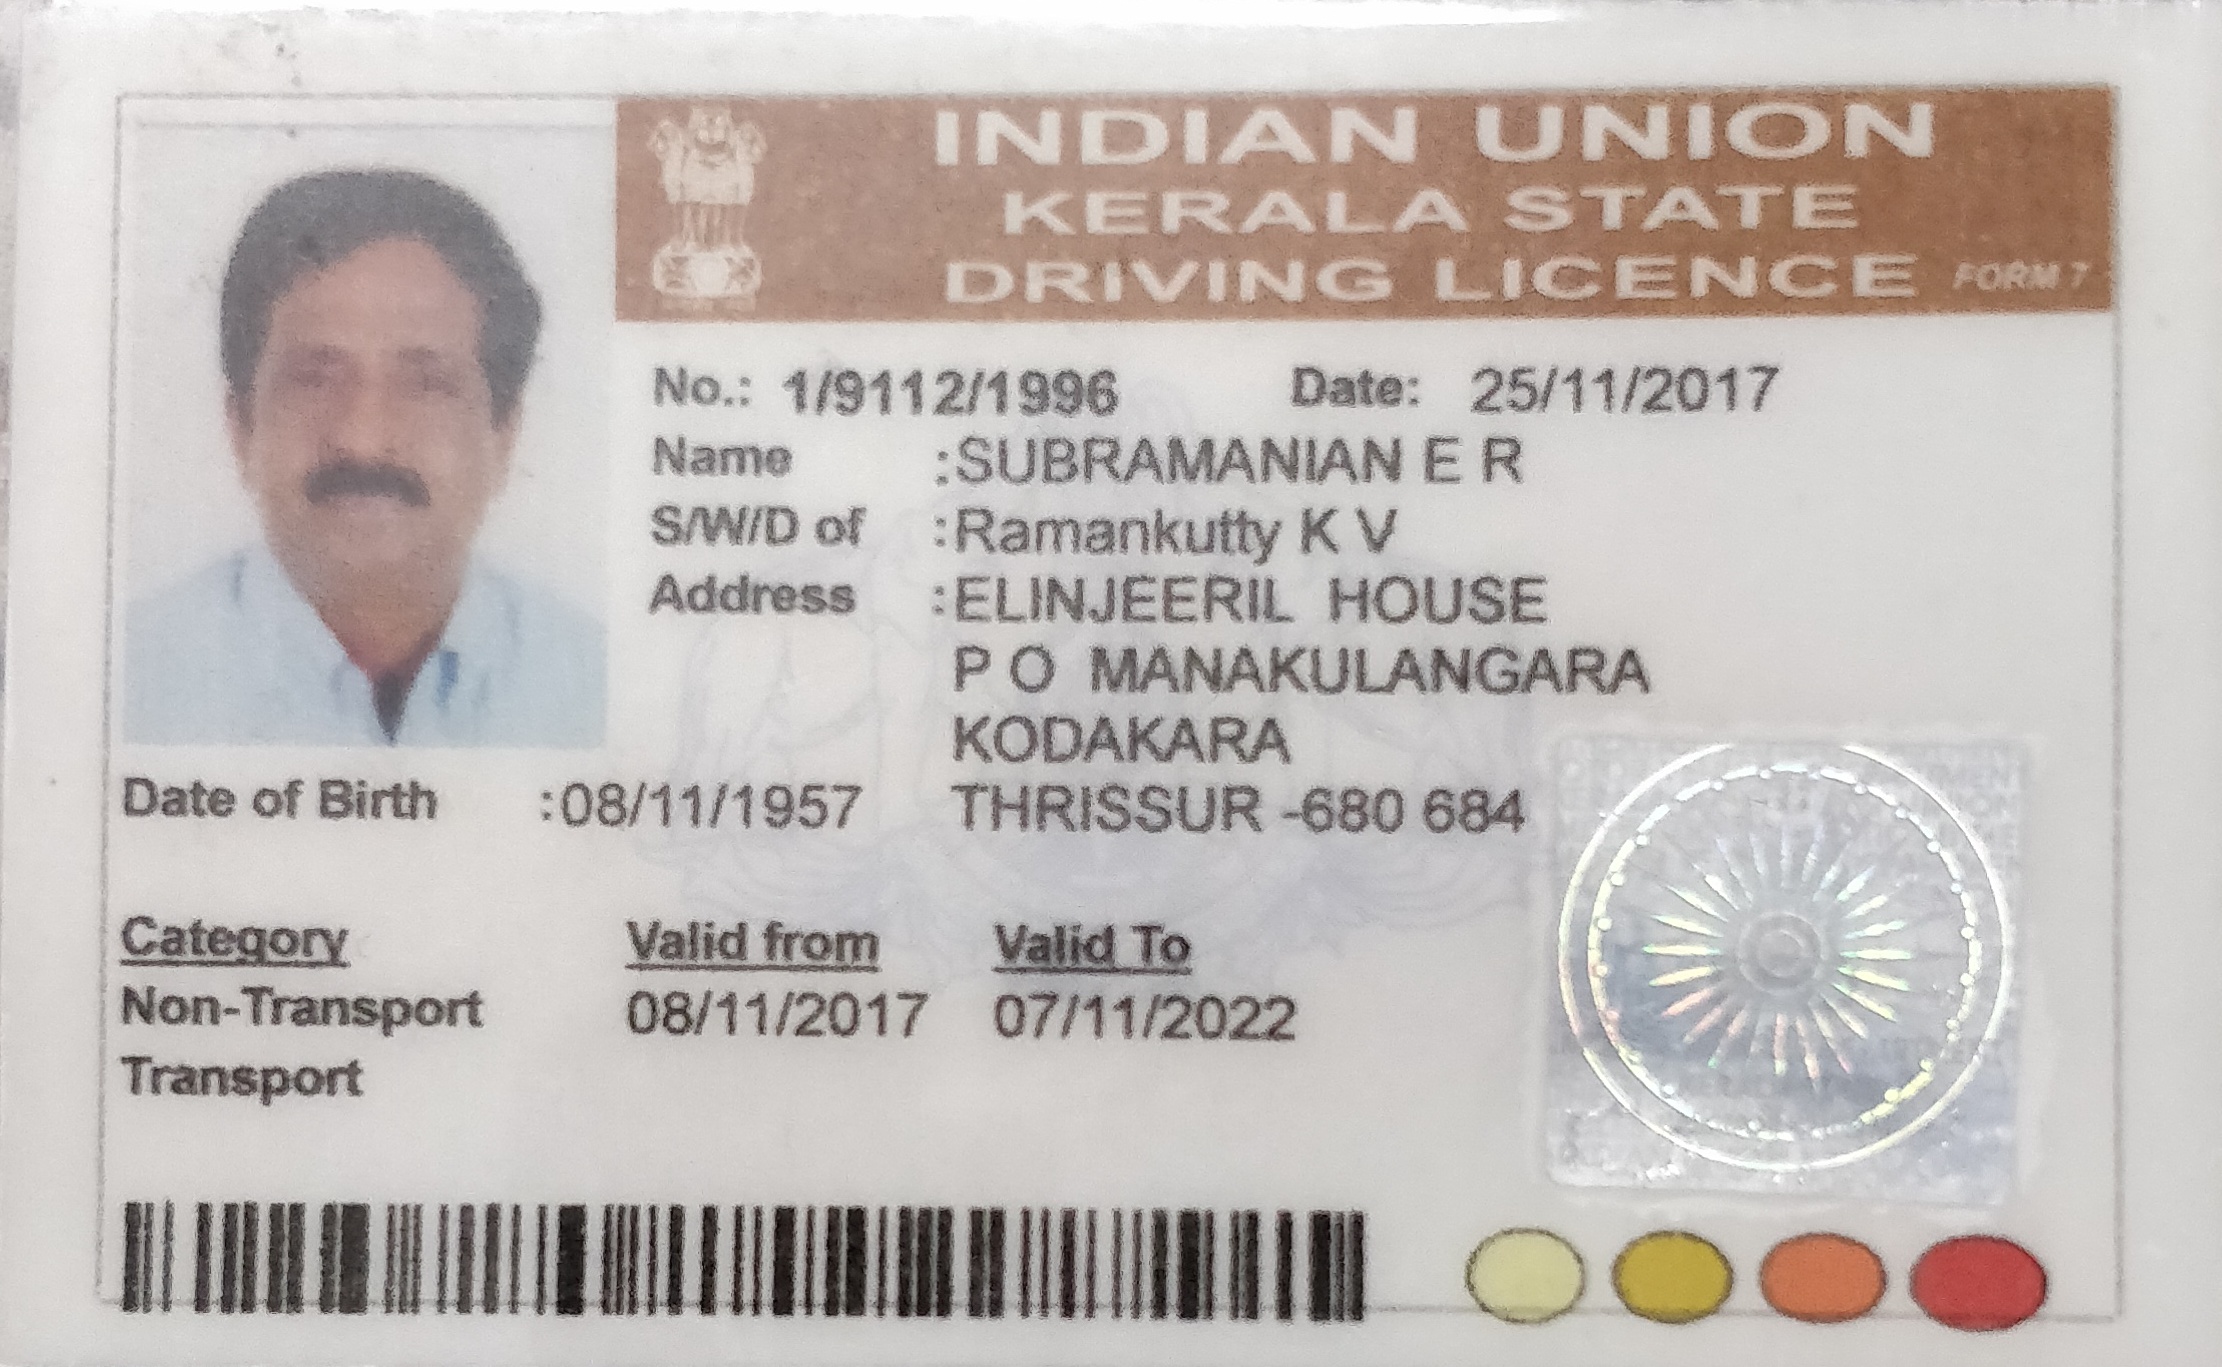 INDIAN UNION
KERALA STATE
DRIVING LICENCE FORM 7
No.: 1/9112/1996 Date: 25/11/2017
Name :SUBRAMANIAN E R
S/W/D of :Ramankutty K V
Address :ELINJEERIL HOUSE
P O MANAKULANGARA
KODAKARA
THRISSUR -680 684
Date of Birth :08/11/1957
Category Valid from Valid To
Non-Transport 08/11/2017 07/11/2022
Transport